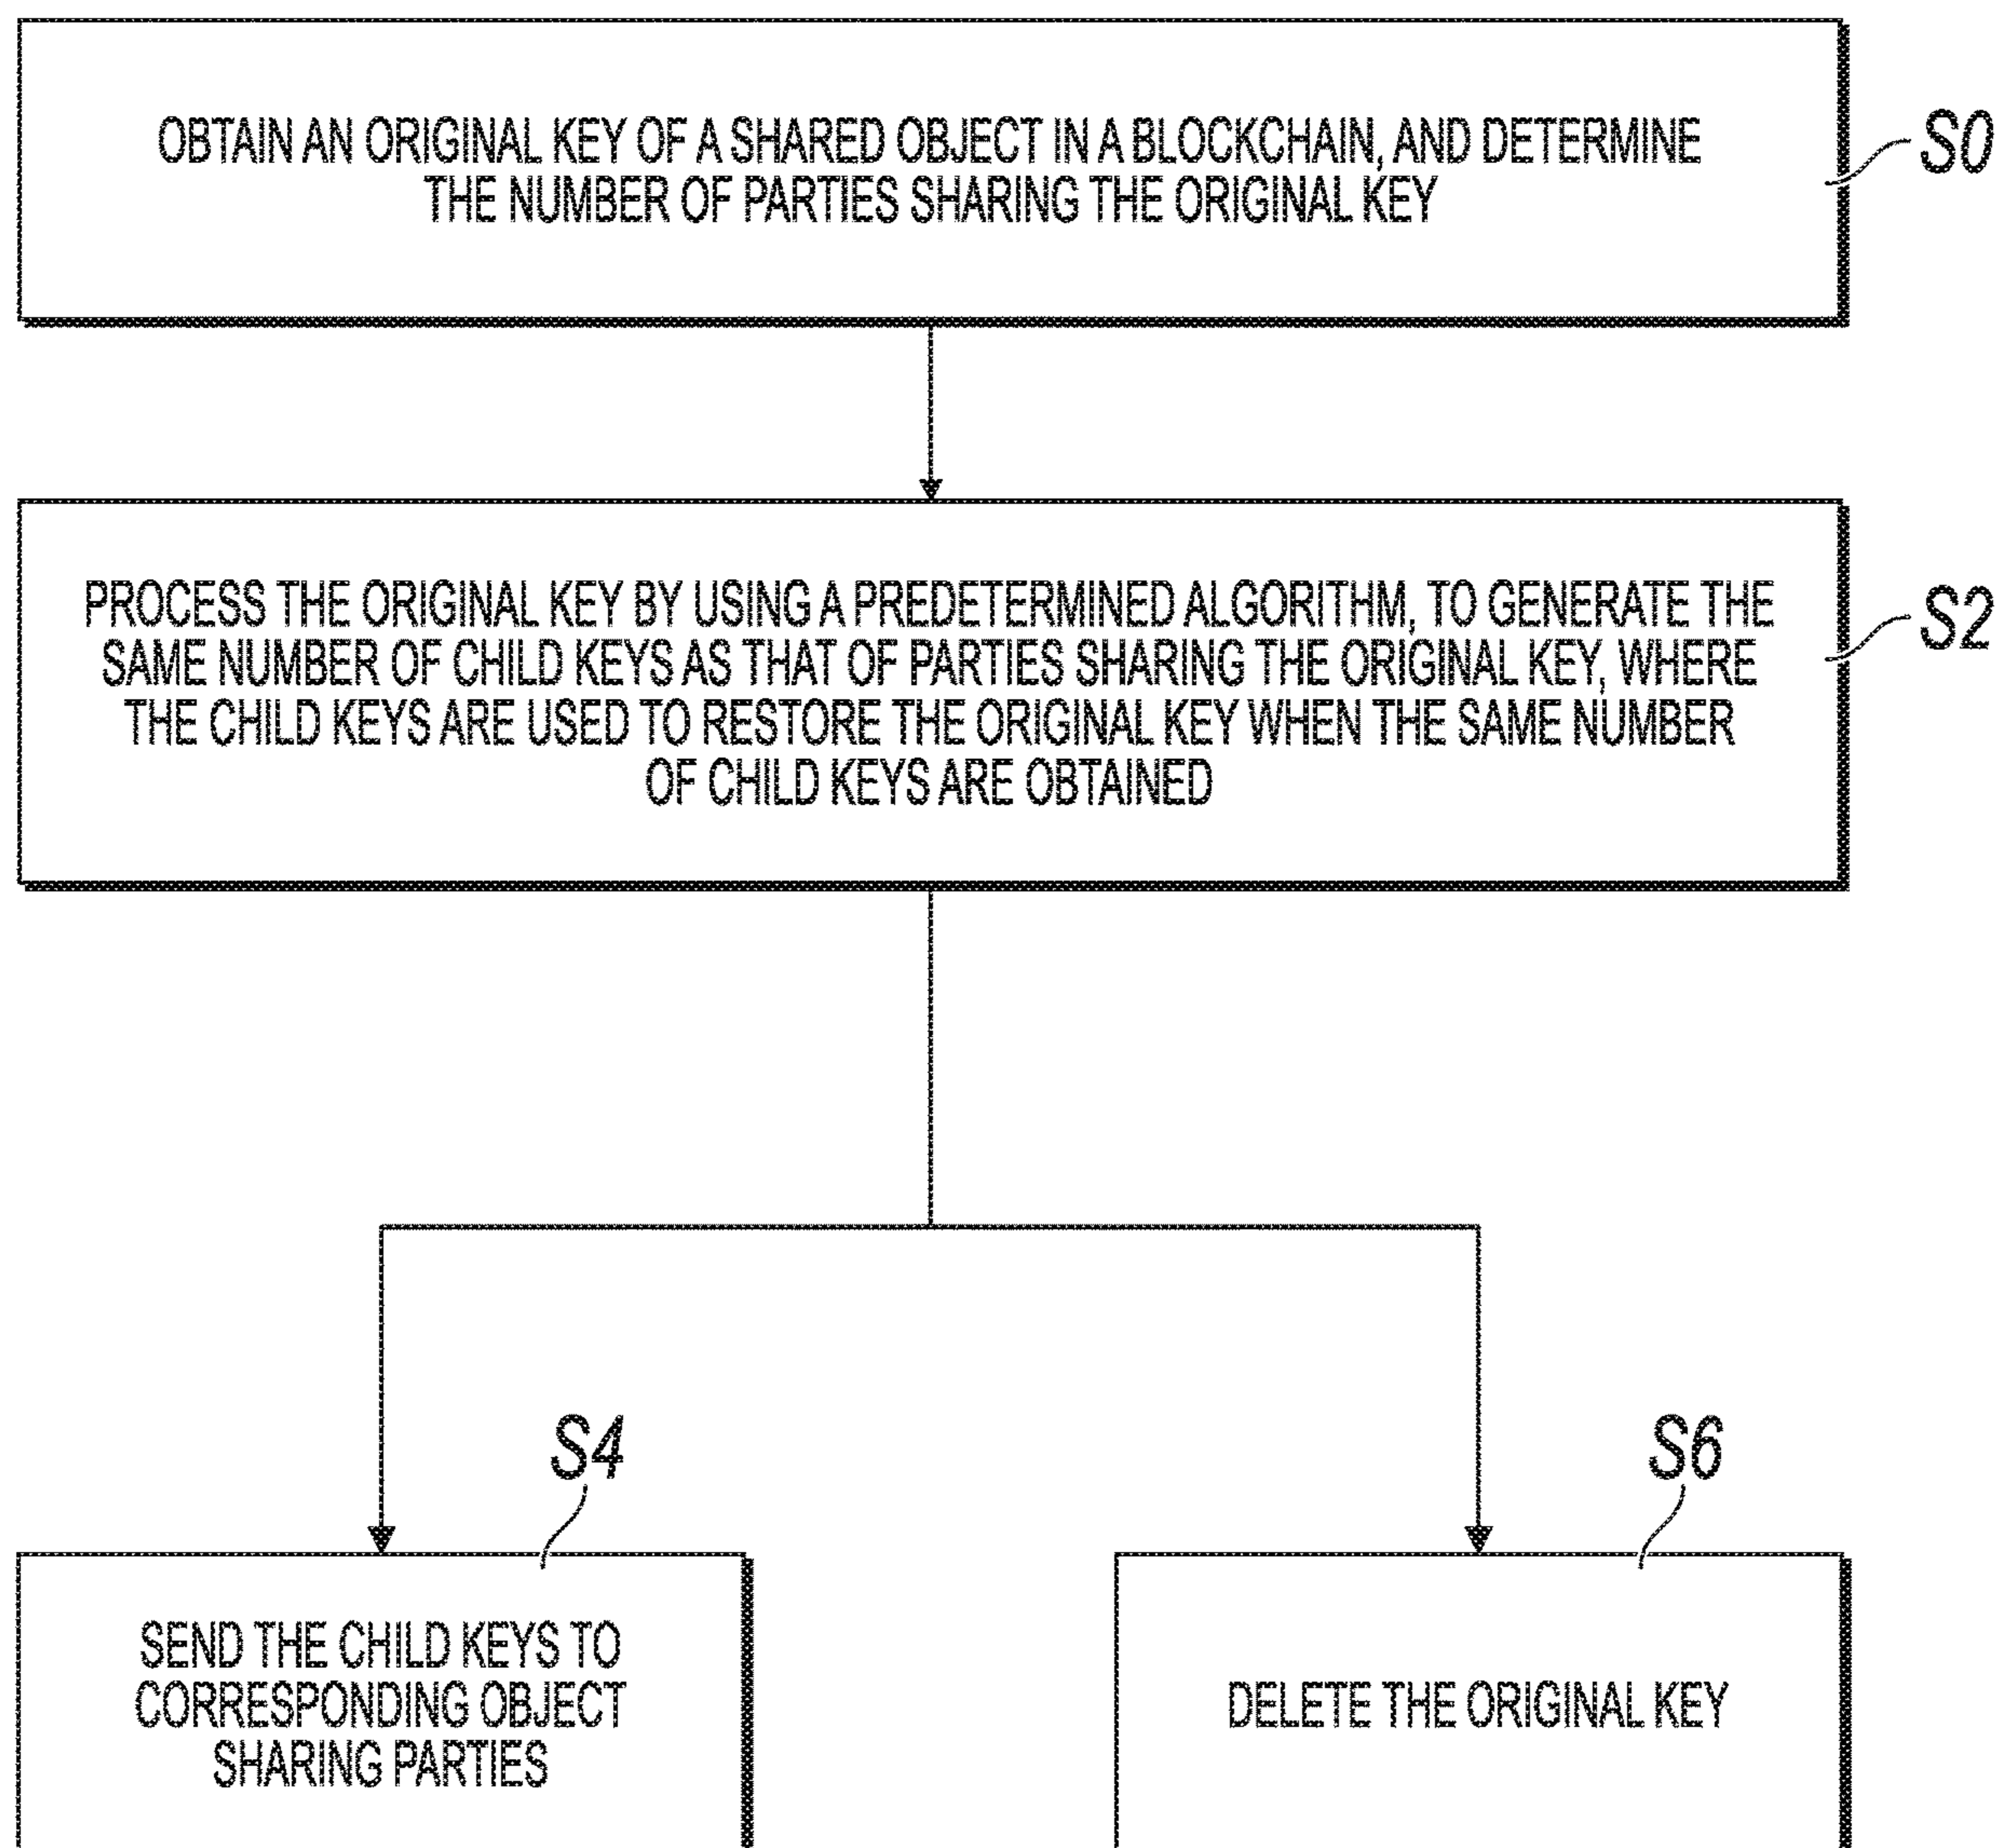 OBTAIN AN ORIGINAL KEY OF A SHARED OBJECT IN A BLOCKCHAIN, AND DETERMINE
THE NUMBER OF PARTIES SHARING THE ORIGINAL KEY
S0
PROCESS THE ORIGINAL KEY BY USING A PREDETERMINED ALGORITHM, TO GENERATE THE
SAME NUMBER OF CHILD KEYS AS THAT OF PARTIES SHARING THE ORIGINAL KEY, WHERE
THE CHILD KEYS ARE USED TO RESTORE THE ORIGINAL KEY WHEN THE SAME NUMBER
OF CHILD KEYS ARE OBTAINED
S2
S4
SEND THE CHILD KEYS TO
CORRESPONDING OBJECT
SHARING PARTIES
S6
DELETE THE ORIGINAL KEY